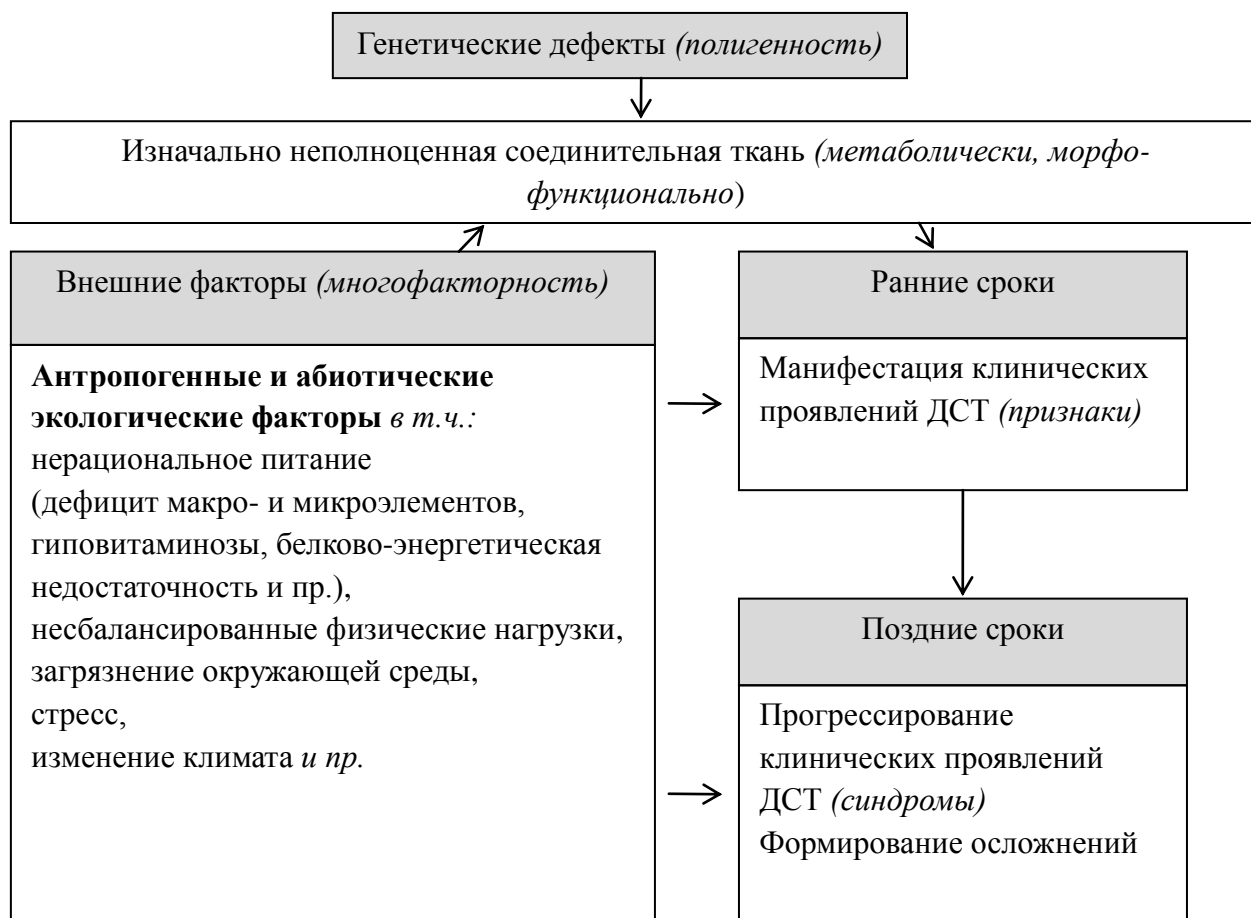 Генетические дефекты (полигенность)
Изначально неполноценная соединительная ткань (метаболически, морфо-
функционально)
Внешние факторы (многофакторность)
Антропогенные и абиотические
экологические факторы в т.ч.:
нерациональное питание
(дефицит макро- и микроэлементов,
гиповитаминозы, белково-энергетическая
недостаточность и пр.),
несбалансированные физические нагрузки,
загрязнение окружающей среды,
стресс,
изменение климата и пр.
Ранние сроки
Манифестация клинических
проявлений ДСТ (признаки)
Поздние сроки
Прогрессирование
клинических проявлений
ДСТ (синдромы)
Формирование осложнений